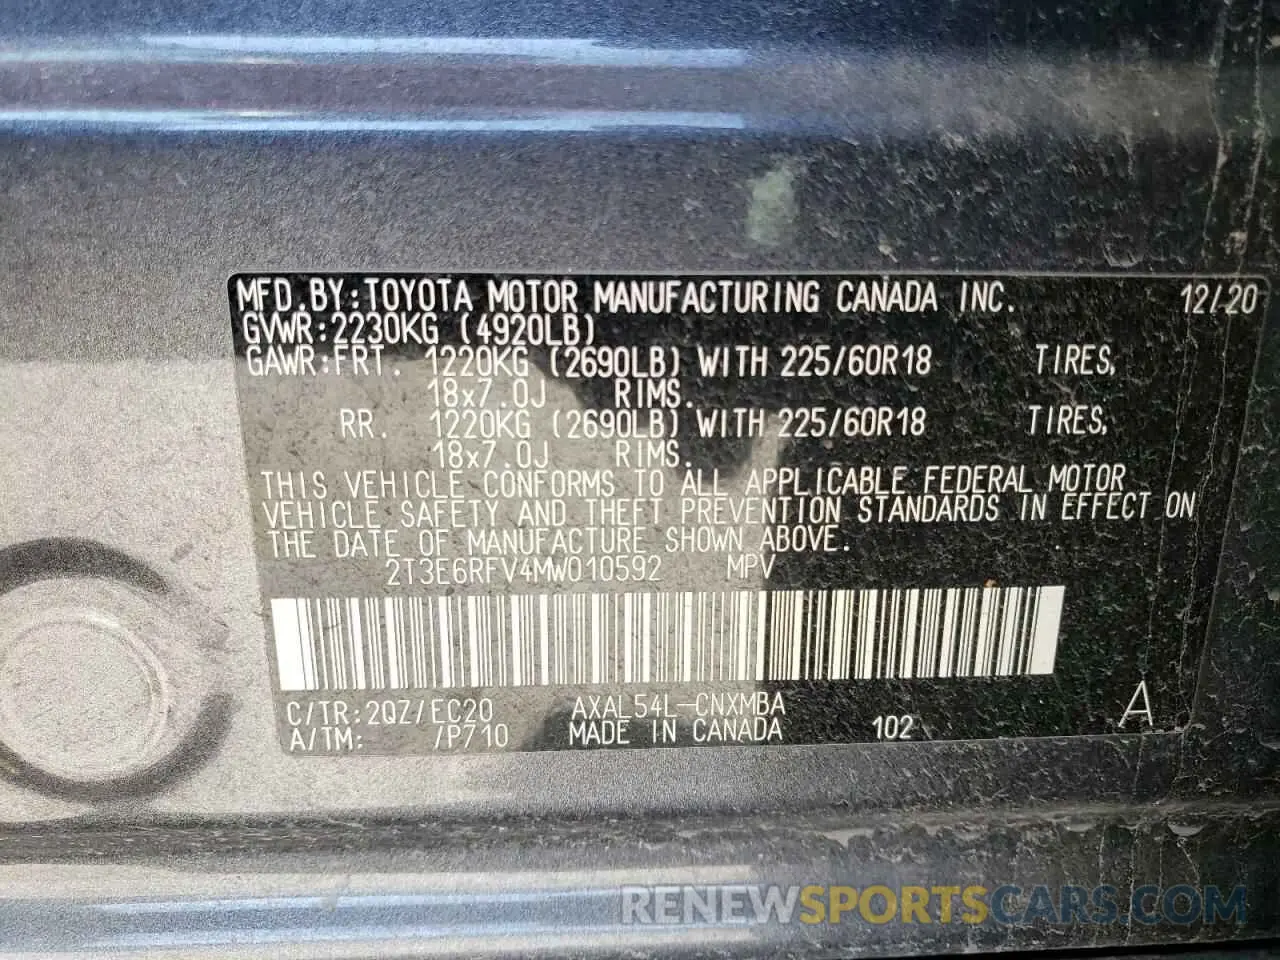 MFD.BY:TOYOTA MOTOR MANUFACTURING CANADA INC. 12/20
GVWR:2230KG (4920LB)
GAWR:FRT. 1220KG (2690LB) WITH 225/60R18 TIRES,
18x7.0J RIMS.
RR. 1220KG (2690LB) WITH 225/60R18 TIRES,
18x7.0J RIMS.
THIS VEHICLE CONFORMS TO ALL APPLICABLE FEDERAL MOTOR
VEHICLE SAFETY AND THEFT PREVENTION STANDARDS IN EFFECT ON
THE DATE OF MANUFACTURE SHOWN ABOVE.
2T3E6RFV4MW010592 MPV
C/TR:2QZ/EC20 AXAL54L-CNXMBA A
A/TM: /P710 MADE IN CANADA 102
RENEWSPORTSCARS.COM